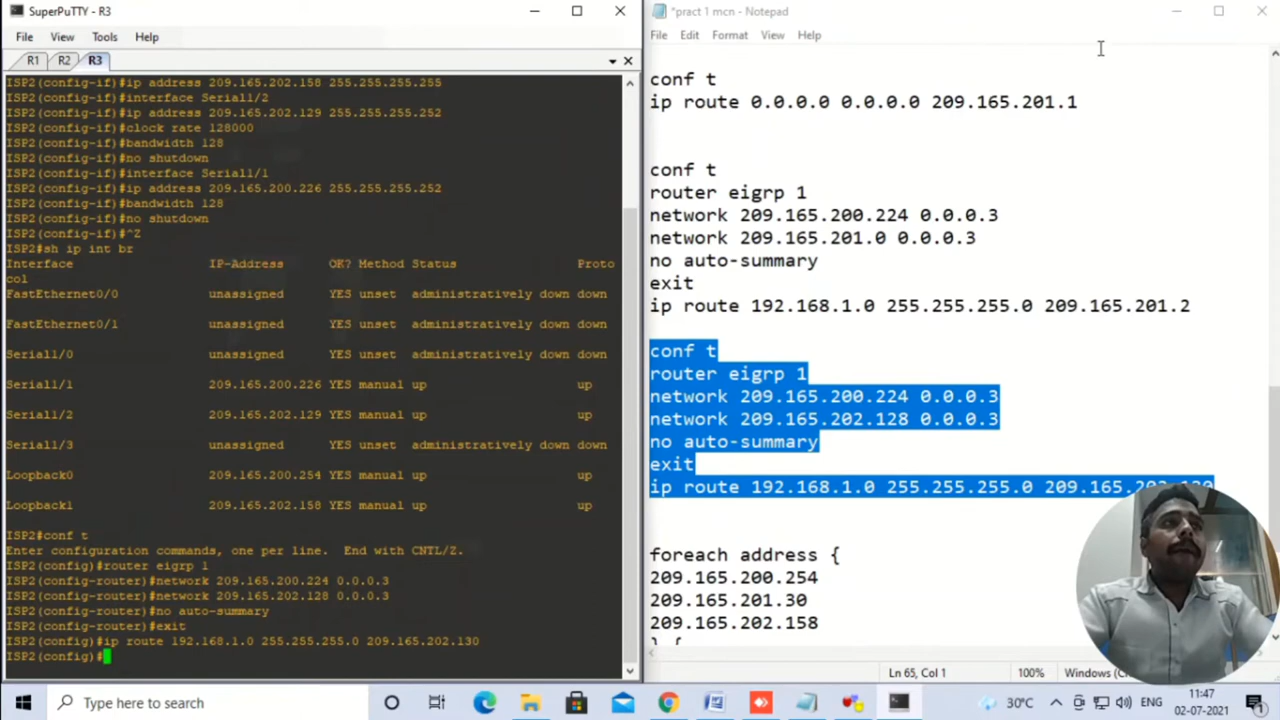 SuperPuTTY - R3
File View Tools Help
R1 R2 R3
ISP2(config-if)#ip address 209.165.202.158 255.255.255.255
ISP2(config-if)#interface Serial1/2
ISP2(config-if)#ip address 209.165.202.129 255.255.255.252
ISP2(config-if)#clock rate 128000
ISP2(config-if)#bandwidth 128
ISP2(config-if)#no shutdown
ISP2(config-if)#interface Serial1/1
ISP2(config-if)#ip address 209.165.200.226 255.255.255.252
ISP2(config-if)#bandwidth 128
ISP2(config-if)#no shutdown
ISP2(config-if)#^Z
ISP2#sh ip int br
Interface IP-Address OK? Method Status Proto
col
FastEthernet0/0 unassigned YES unset administratively down down
FastEthernet0/1 unassigned YES unset administratively down down
Serial1/0 unassigned YES unset administratively down down
Serial1/1 209.165.200.226 YES manual up up
Serial1/2 209.165.202.129 YES manual up up
Serial1/3 unassigned YES unset administratively down down
Loopback0 209.165.200.254 YES manual up up
Loopback1 209.165.202.158 YES manual up up
ISP2#conf t
Enter configuration commands, one per line. End with CNTL/Z.
ISP2(config)#router eigrp 1
ISP2(config-router)#network 209.165.200.224 0.0.0.3
ISP2(config-router)#network 209.165.202.128 0.0.0.3
ISP2(config-router)#no auto-summary
ISP2(config-router)#exit
ISP2(config)#ip route 192.168.1.0 255.255.255.0 209.165.202.130
ISP2(config)#
*pract 1 mcn - Notepad
File Edit Format View Help
conf t
ip route 0.0.0.0 0.0.0.0 209.165.201.1
conf t
router eigrp 1
network 209.165.200.224 0.0.0.3
network 209.165.201.0 0.0.0.3
no auto-summary
exit
ip route 192.168.1.0 255.255.255.0 209.165.201.2
conf t
router eigrp 1
network 209.165.200.224 0.0.0.3
network 209.165.202.128 0.0.0.3
no auto-summary
exit
ip route 192.168.1.0 255.255.255.0 209.165.202.130
foreach address {
209.165.200.254
209.165.201.30
209.165.202.158
} {
Ln 65, Col 1 100% Windows
Type here to search
30°C ENG 11:47
02-07-2021